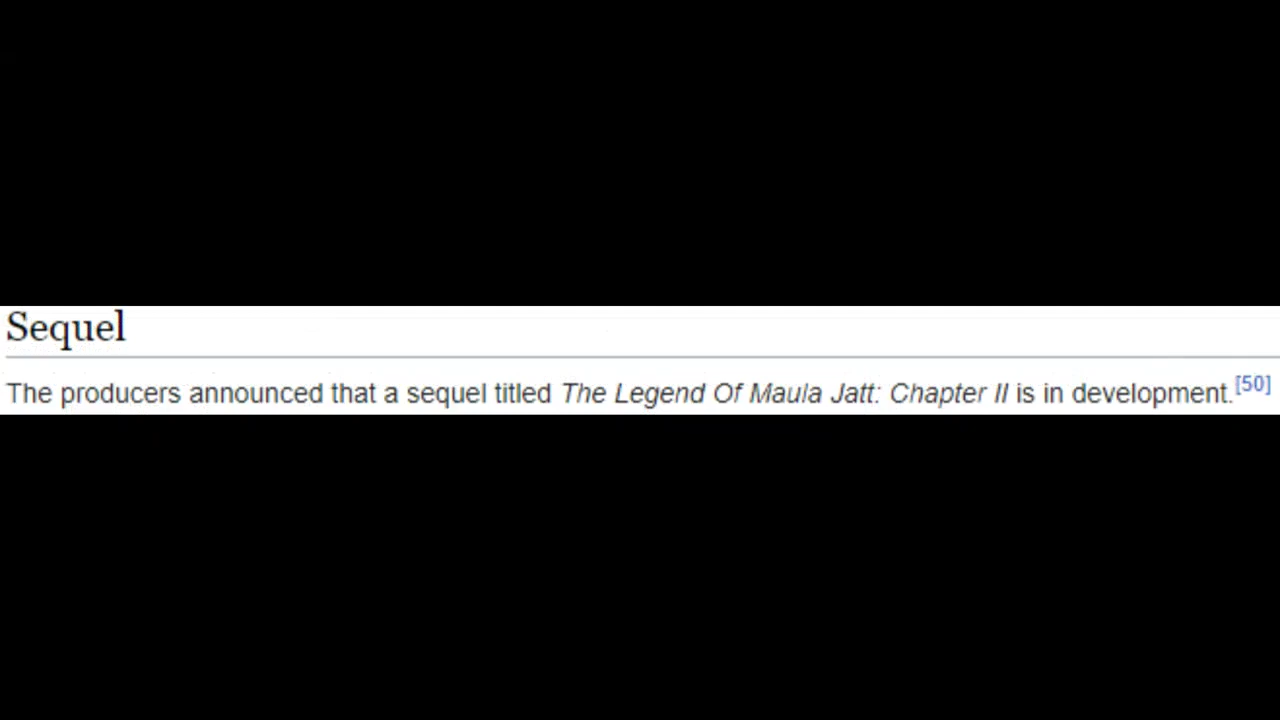 Sequel
The producers announced that a sequel titled The Legend Of Maula Jatt: Chapter II is in development.[50]